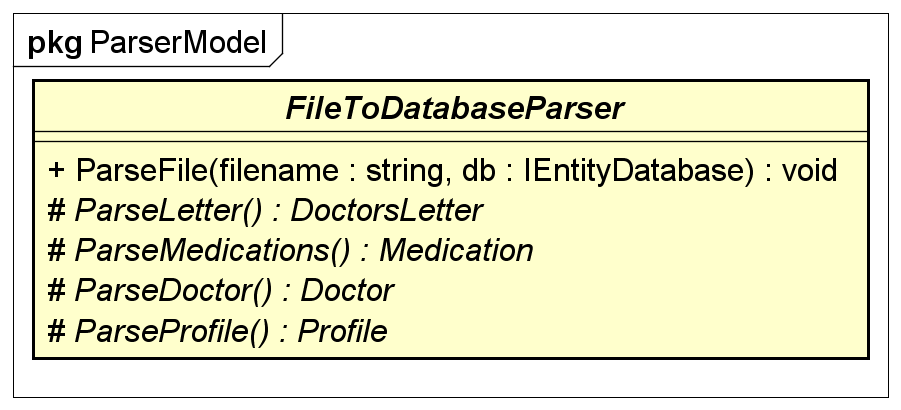 pkg ParserModel
FileToDatabaseParser
+ ParseFile(filename : string, db : IEntityDatabase) : void
# ParseLetter() : DoctorsLetter
# ParseMedications() : Medication
# ParseDoctor() : Doctor
# ParseProfile() : Profile